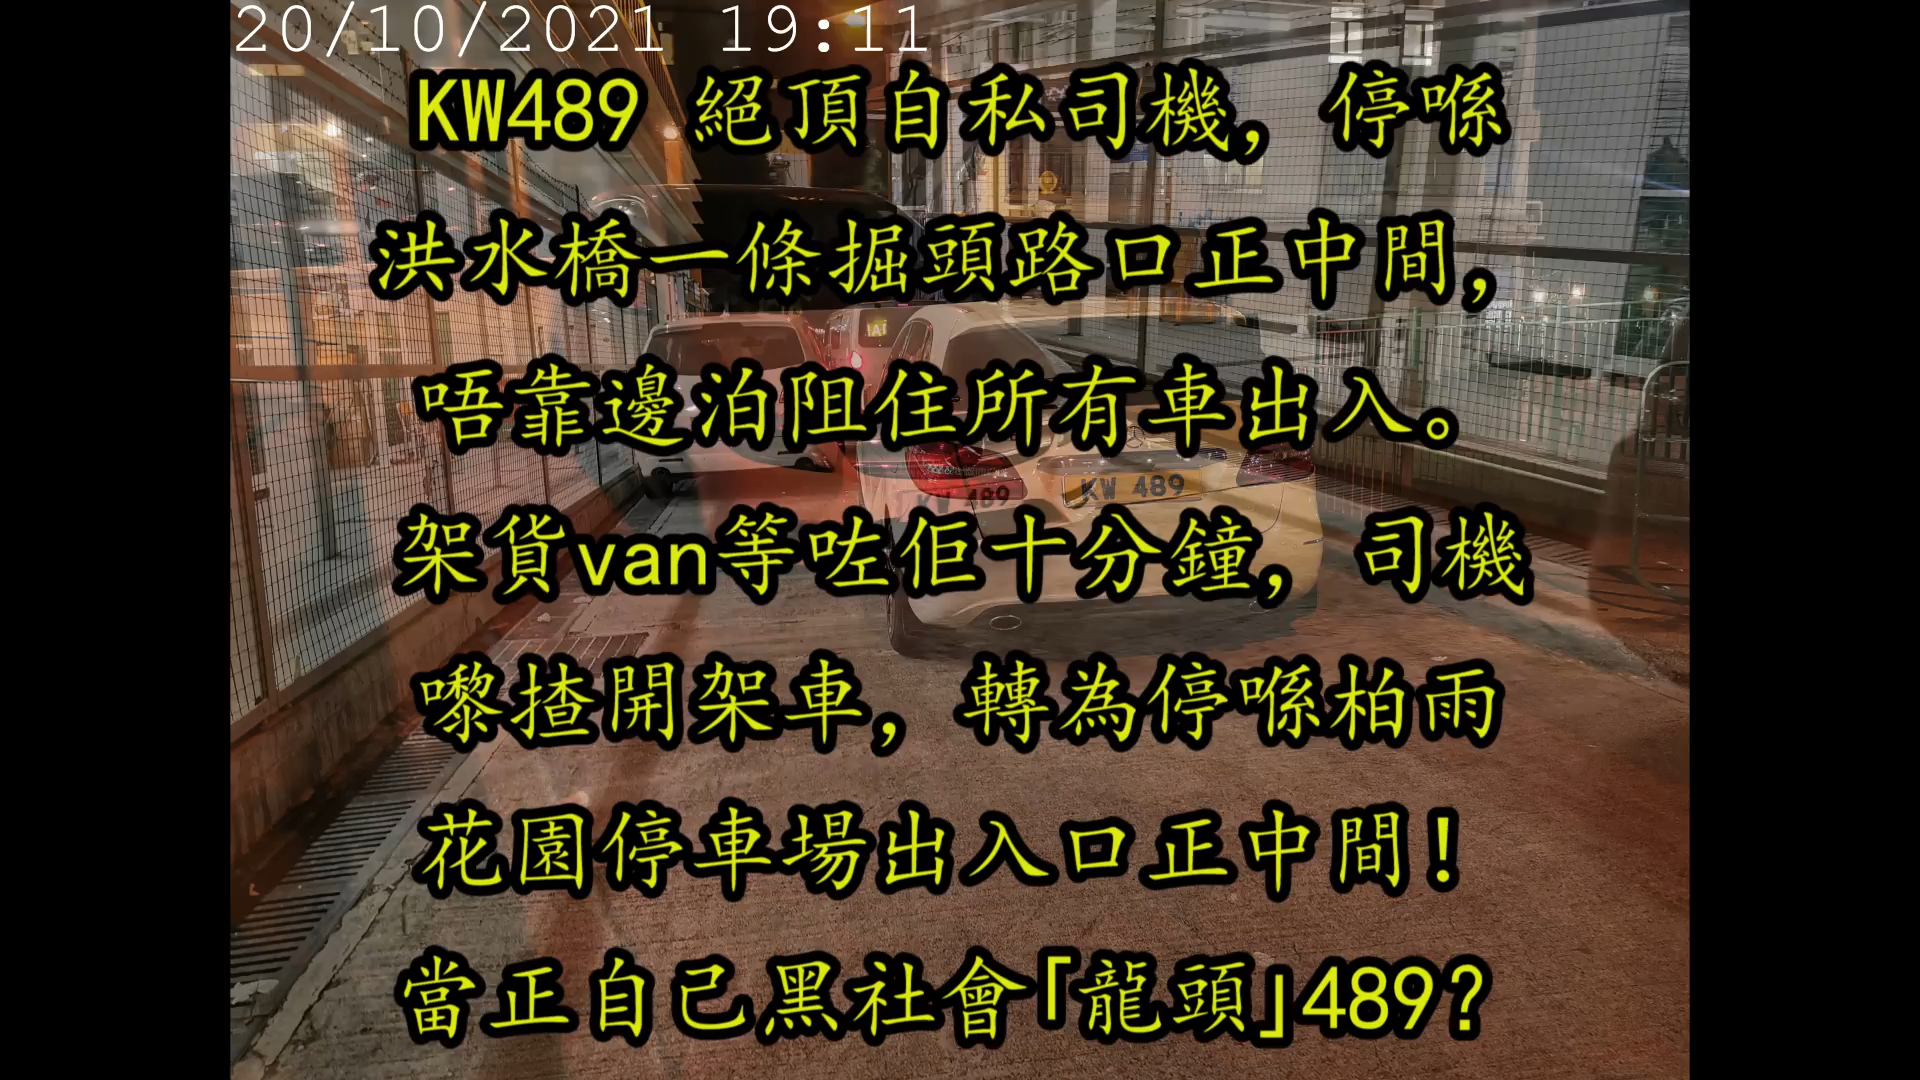 20/10/2021 19:11
KW489 絕頂自私司機，停喺
洪水橋一條掘頭路口正中間，
唔靠邊泊阻住所有車出入。
KW 489
KW 489
架貨van等咗佢十分鐘，司機
嚟揸開架車，轉為停喺柏雨
花園停車場出入口正中間！
當正自己黑社會「龍頭」489？